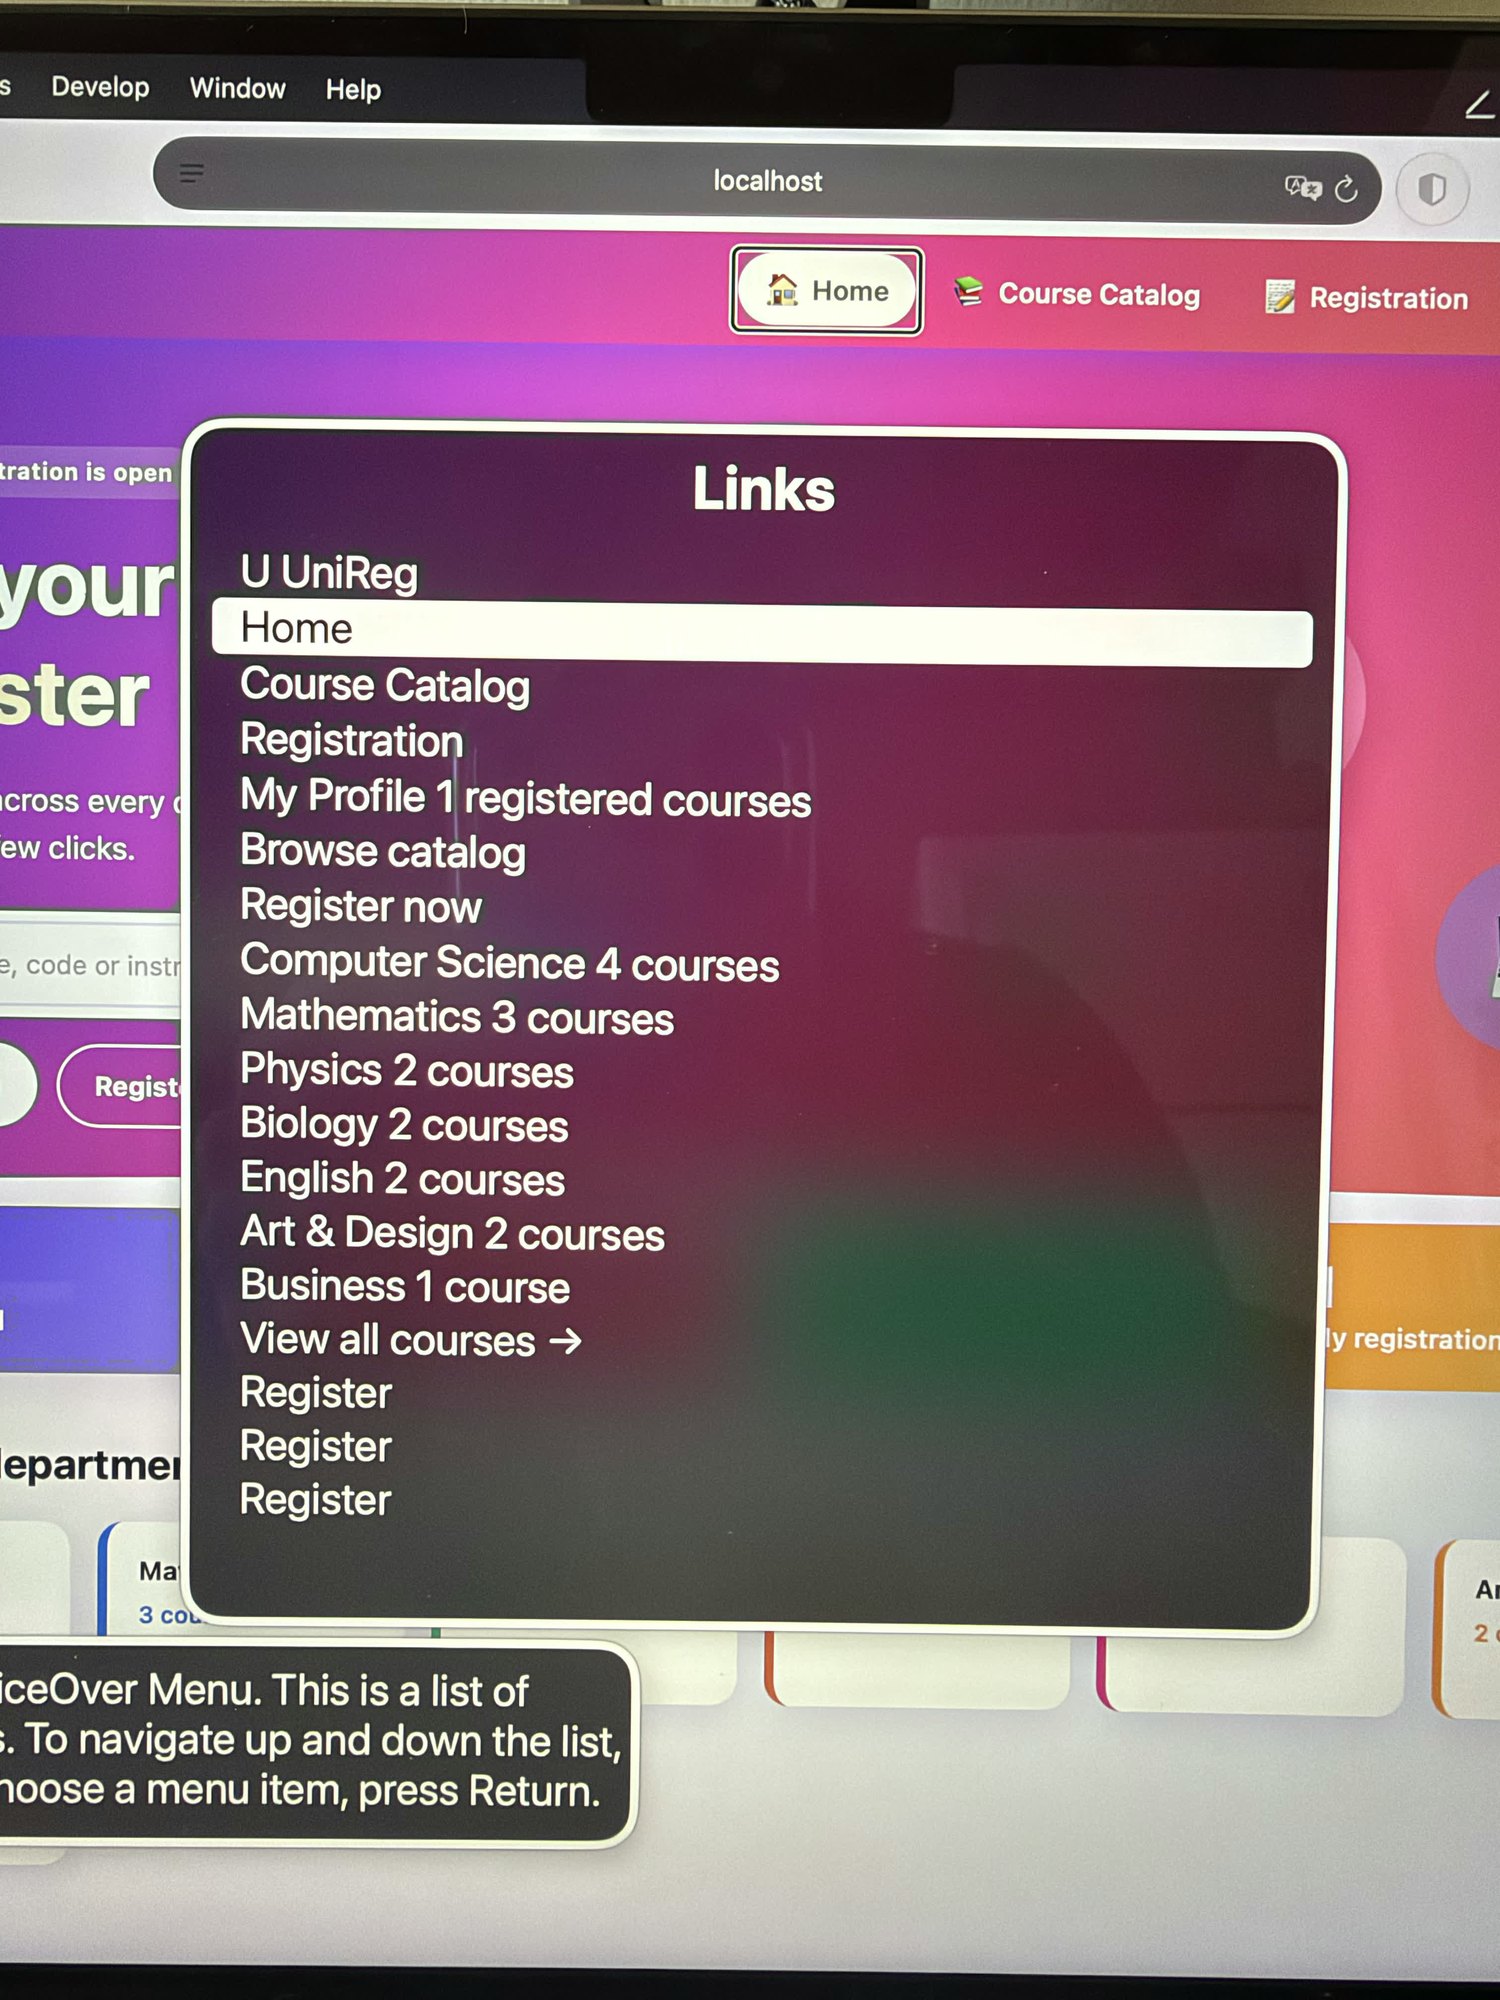 s Develop Window Help
localhost
Home Course Catalog Registration
tration is open
your
ster
across every
ew clicks.
e, code or instr
Regist
Links
U UniReg
Home
Course Catalog
Registration
My Profile 1 registered courses
Browse catalog
Register now
Computer Science 4 courses
Mathematics 3 courses
Physics 2 courses
Biology 2 courses
English 2 courses
Art & Design 2 courses
Business 1 course
View all courses →
Register
Register
Register
ly registration
departmen
Ma
3 cou
Ar
2
iceOver Menu. This is a list of
s. To navigate up and down the list,
hoose a menu item, press Return.